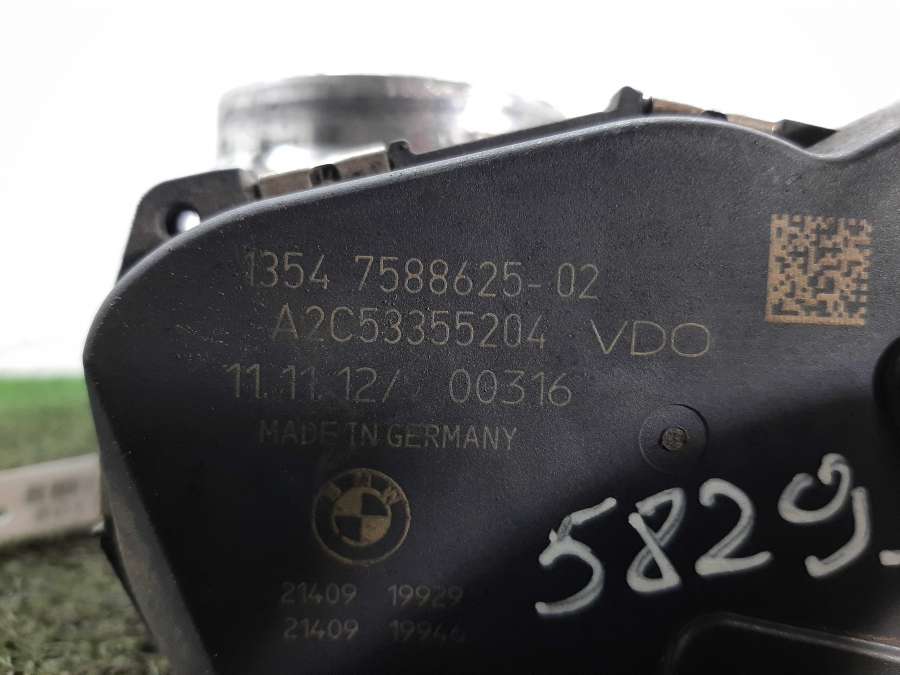 1354 7588625-02
A2C53355204 VDO
11.11.12/ 00316
MADE IN GERMANY
BMW
5829
21409 19929
21409 19946